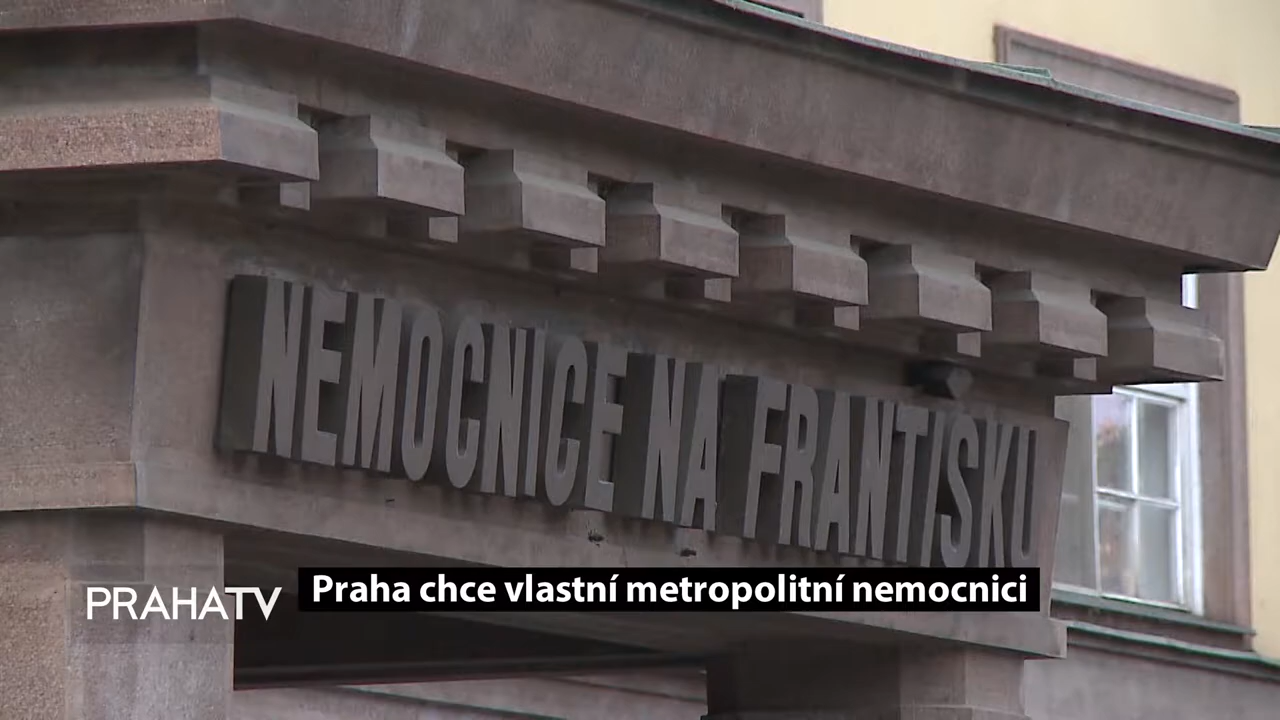 NEMOCNICE NA FRANTIŠKU
PRAHATV
Praha chce vlastní metropolitní nemocnici